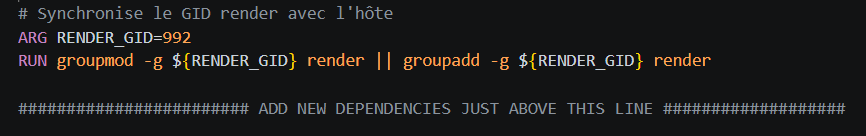 # Synchronise le GID render avec l'hôte
ARG RENDER_GID=992
RUN groupmod -g ${RENDER_GID} render || groupadd -g ${RENDER_GID} render
######################## ADD NEW DEPENDENCIES JUST ABOVE THIS LINE ###################